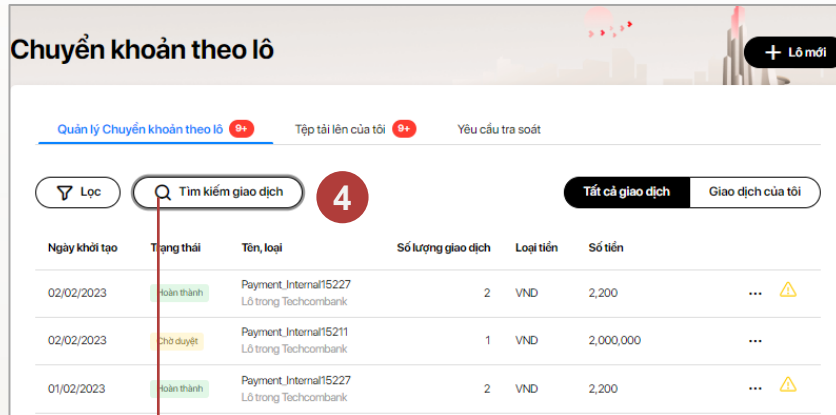 Chuyển khoản theo lô
+ Lô mới
Quản lý Chuyển khoản theo lô 9+ Tệp tải lên của tôi 9+ Yêu cầu tra soát
Lọc Tìm kiếm giao dịch 4 Tất cả giao dịch Giao dịch của tôi
Ngày khởi tạo Trạng thái Tên, loại Số lượng giao dịch Loại tiền Số tiền
02/02/2023 Hoàn thành Payment_Internal15227 2 VND 2,200 ...
Lô trong Techcombank
02/02/2023 Chờ duyệt Payment_Internal15211 1 VND 2,000,000 ...
Lô trong Techcombank
01/02/2023 Hoàn thành Payment_Internal15227 2 VND 2,200 ...
Lô trong Techcombank